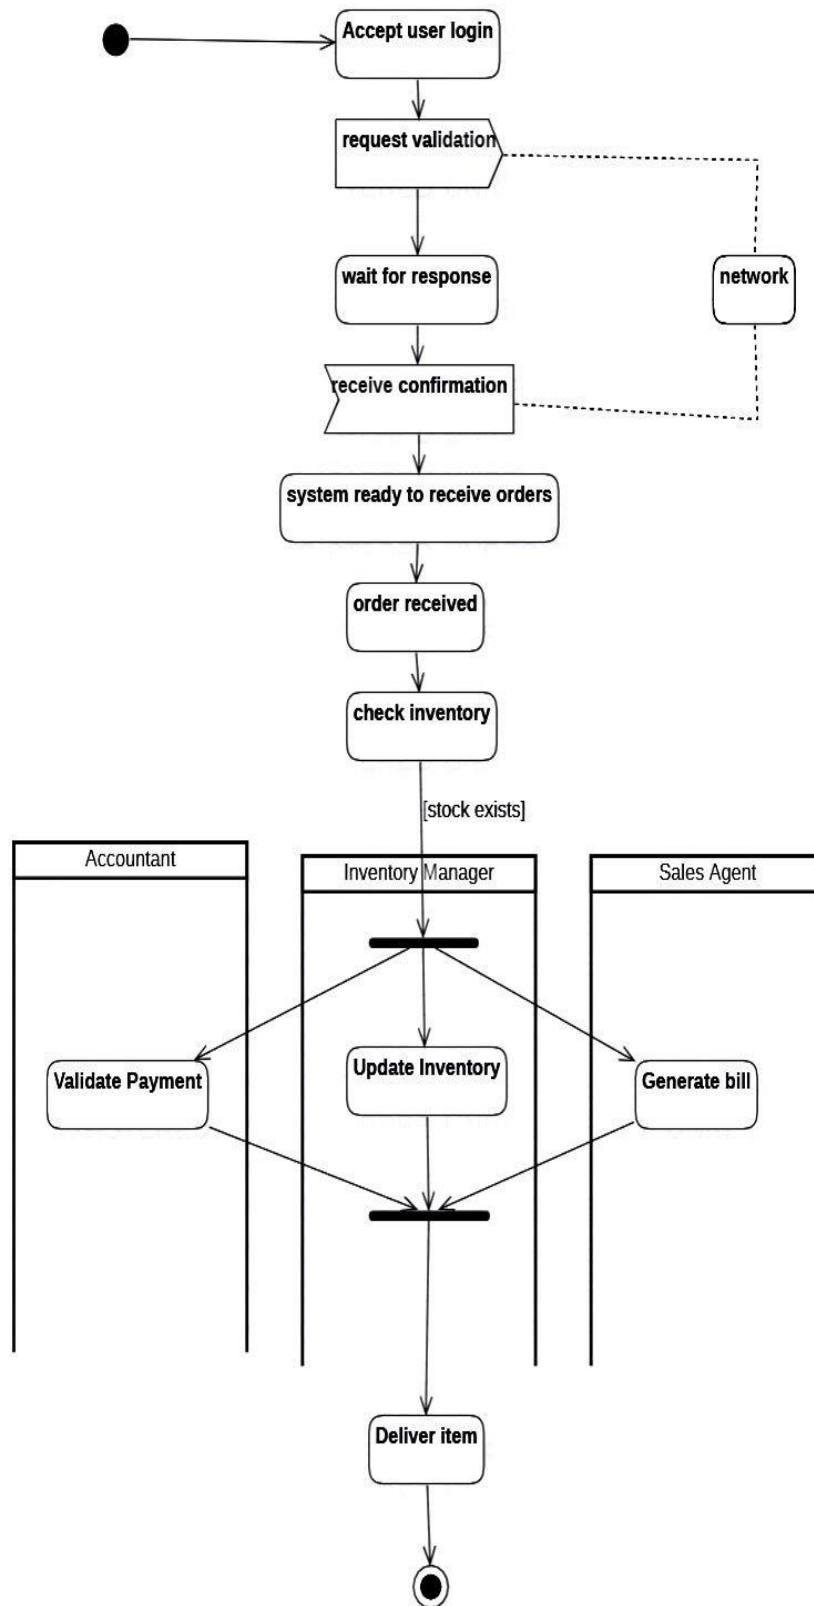 Accept user login
request validation
wait for response
network
receive confirmation
system ready to receive orders
order received
check inventory
[stock exists]
Accountant
Inventory Manager
Sales Agent
Validate Payment
Update Inventory
Generate bill
Deliver item